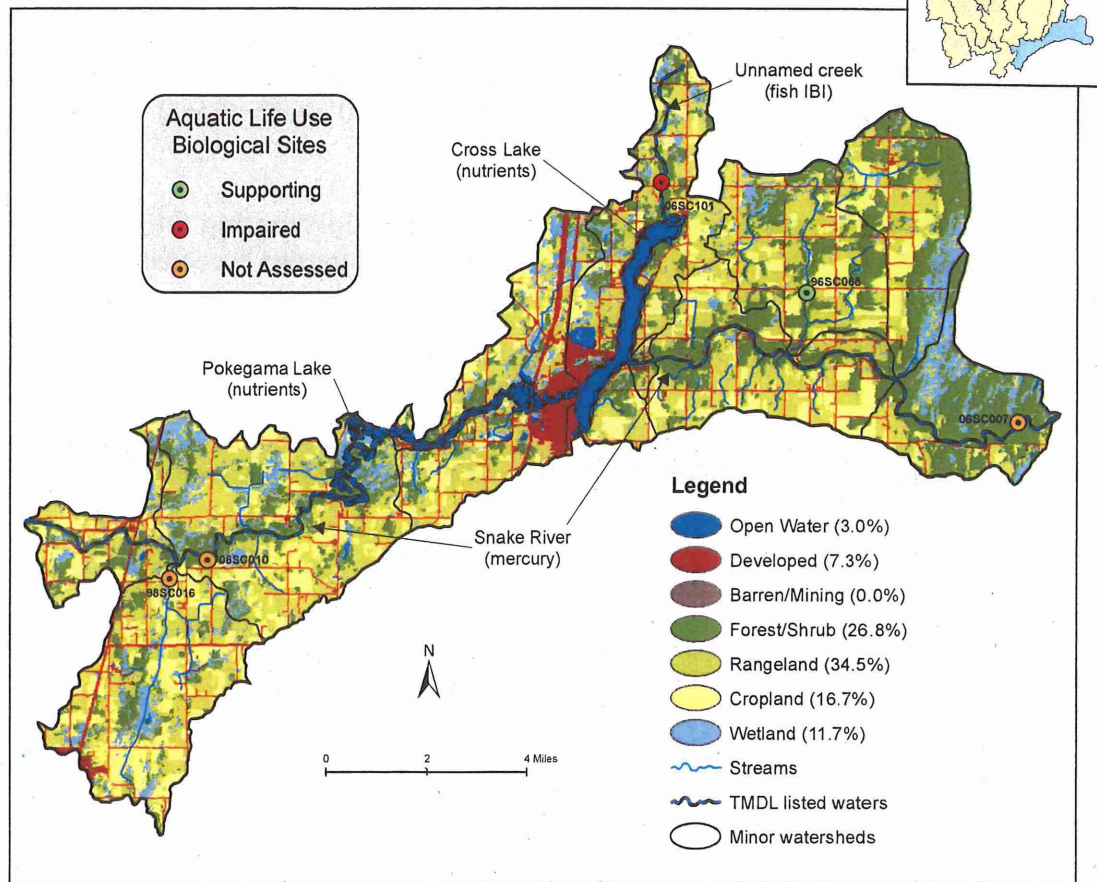 Unnamed creek
(fish IBI)
Aquatic Life Use
Biological Sites
Supporting
Impaired
Not Assessed
Cross Lake
(nutrients)
06SC101
96SC068
Pokegama Lake
(nutrients)
06SC007
Snake River
(mercury)
06SC010
98SC016
N
0 2 4 Miles
Legend
Open Water (3.0%)
Developed (7.3%)
Barren/Mining (0.0%)
Forest/Shrub (26.8%)
Rangeland (34.5%)
Cropland (16.7%)
Wetland (11.7%)
Streams
TMDL listed waters
Minor watersheds